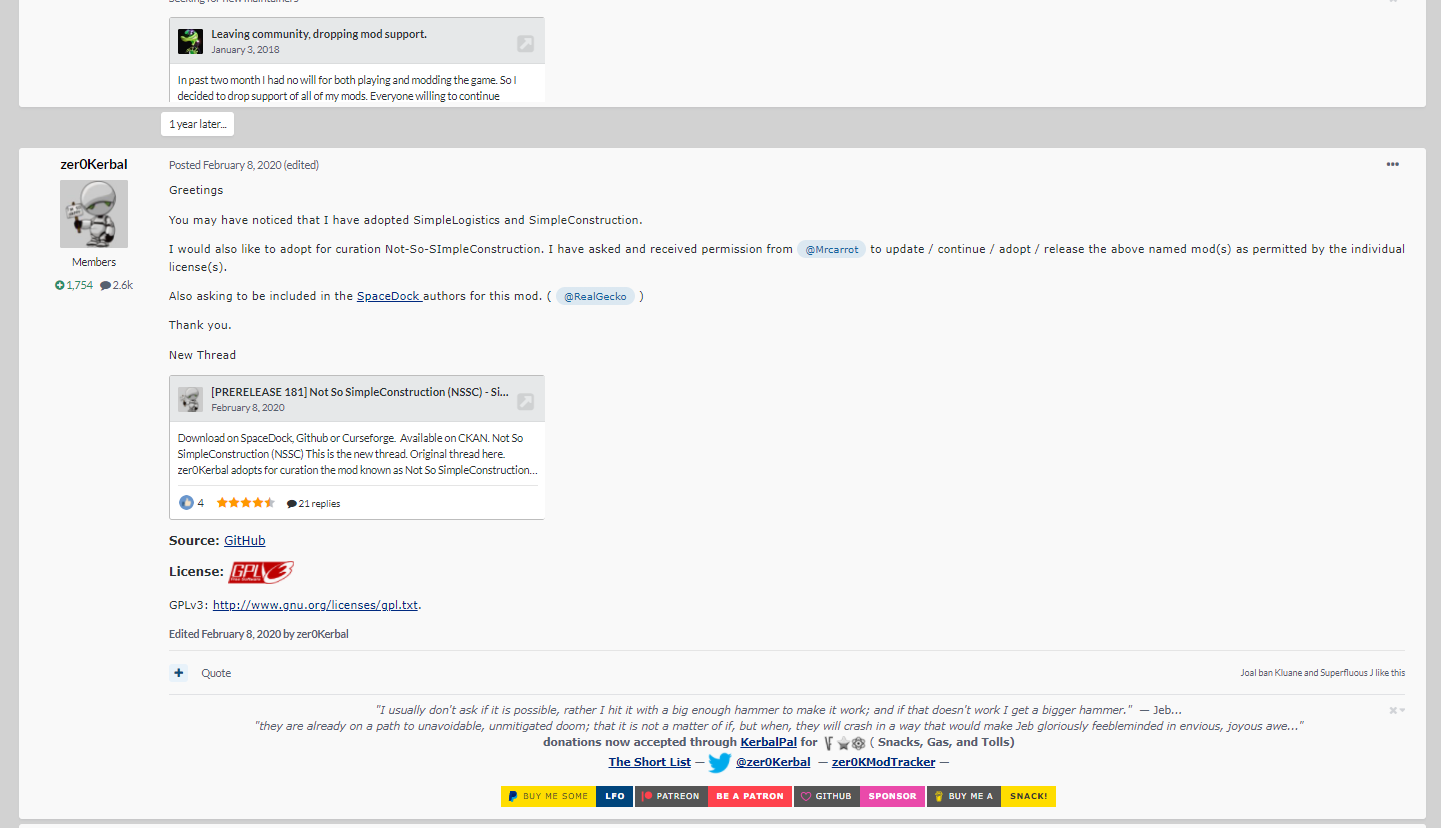 Seeking for new maintainers
Leaving community, dropping mod support.
January 3, 2018
In past two month I had no will for both playing and modding the game. So I
decided to drop support of all of my mods. Everyone willing to continue
1 year later...
zer0Kerbal
Members
1,754 2.6k
Posted February 8, 2020 (edited)
Greetings
You may have noticed that I have adopted SimpleLogistics and SimpleConstruction.
I would also like to adopt for curation Not-So-SImpleConstruction. I have asked and received permission from @Mrcarrot to update / continue / adopt / release the above named mod(s) as permitted by the individual
license(s).
Also asking to be included in the SpaceDock authors for this mod. ( @RealGecko )
Thank you.
New Thread
[PRERELEASE 181] Not So SimpleConstruction (NSSC) - Si...
February 8, 2020
Download on SpaceDock, Github or Curseforge. Available on CKAN. Not So
SimpleConstruction (NSSC) This is the new thread. Original thread here.
zer0Kerbal adopts for curation the mod known as Not So SimpleConstruction...
4 21 replies
Source: GitHub
License: GPLv3 Free Software
GPLv3: http://www.gnu.org/licenses/gpl.txt.
Edited February 8, 2020 by zer0Kerbal
+ Quote
Joal ban Kluane and Superfluous J like this
"I usually don't ask if it is possible, rather I hit it with a big enough hammer to make it work; and if that doesn't work I get a bigger hammer." — Jeb...
"they are already on a path to unavoidable, unmitigated doom; that it is not a matter of if, but when, they will crash in a way that would make Jeb gloriously feebleminded in envious, joyous awe..."
donations now accepted through KerbalPal for ( Snacks, Gas, and Tolls)
The Short List — @zer0Kerbal — zer0KModTracker —
BUY ME SOME LFO PATREON BE A PATRON GITHUB SPONSOR BUY ME A SNACK!